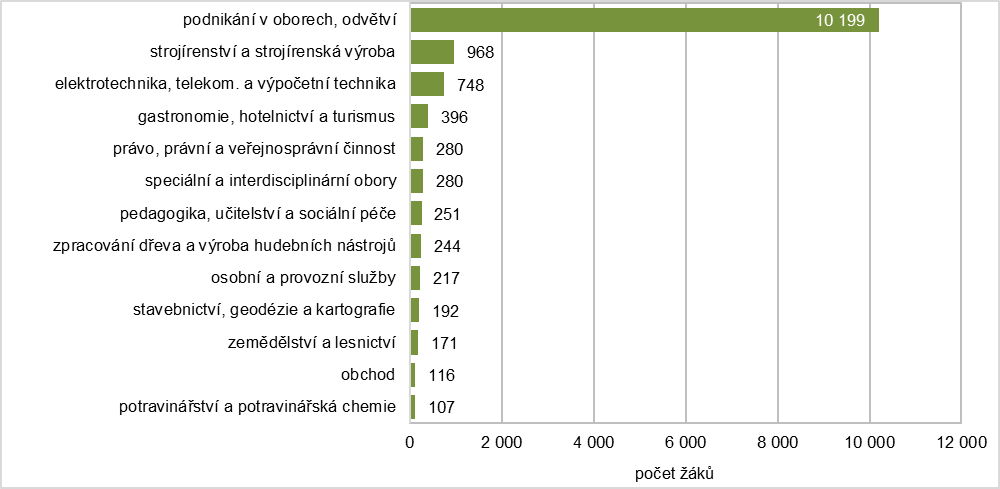 podnikání v oborech, odvětví 10 199
strojírenství a strojírenská výroba 968
elektrotechnika, telekom. a výpočetní technika 748
gastronomie, hotelnictví a turismus 396
právo, právní a veřejnosprávní činnost 280
speciální a interdisciplinární obory 280
pedagogika, učitelství a sociální péče 251
zpracování dřeva a výroba hudebních nástrojů 244
osobní a provozní služby 217
stavebnictví, geodézie a kartografie 192
zemědělství a lesnictví 171
obchod 116
potravinářství a potravinářská chemie 107
0 2 000 4 000 6 000 8 000 10 000 12 000
počet žáků